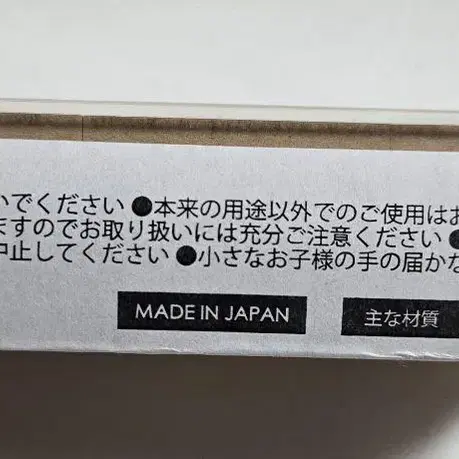 いでください ●本来の用途以外でのご使用はお
ますのでお取り扱いには充分ご注意ください ●
中止してください ●小さなお子様の手の届かな
MADE IN JAPAN
主な材質